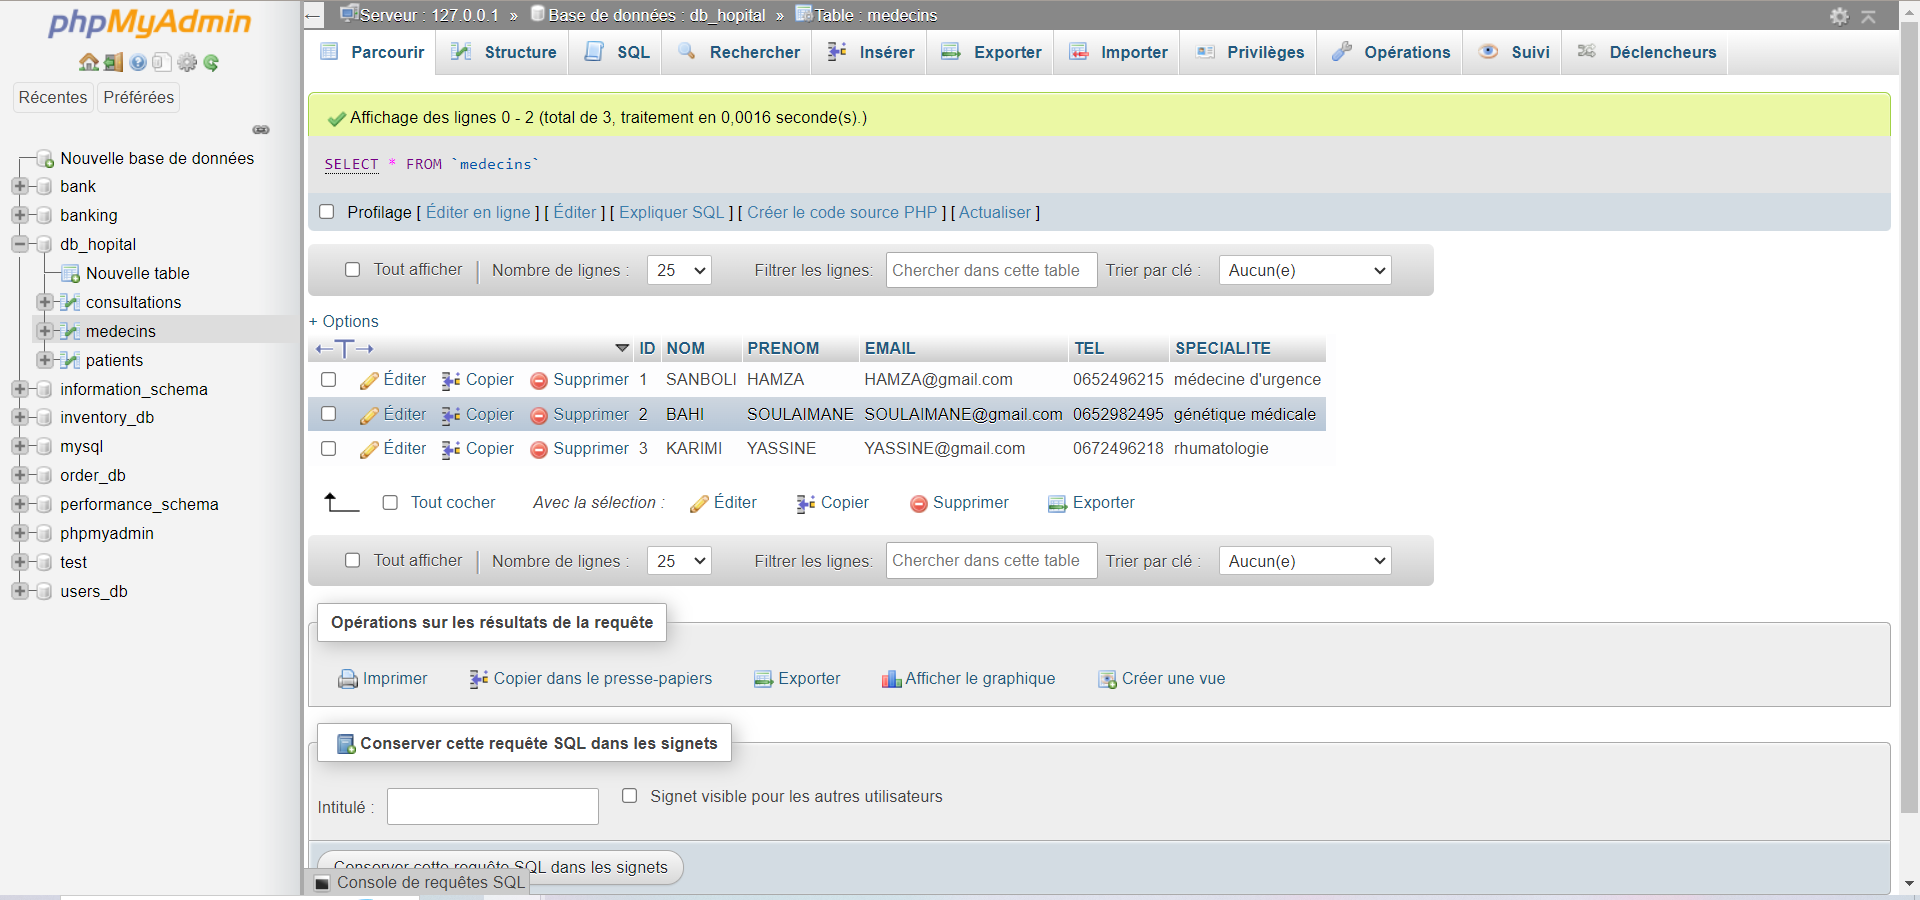 phpMyAdmin
Récentes Préférées
Nouvelle base de données
bank
banking
db_hopital
Nouvelle table
consultations
medecins
patients
information_schema
inventory_db
mysql
order_db
performance_schema
phpmyadmin
test
users_db
Serveur : 127.0.0.1 » Base de données : db_hopital » Table : medecins
Parcourir Structure SQL Rechercher Insérer Exporter Importer Privilèges Opérations Suivi Déclencheurs
Affichage des lignes 0 - 2 (total de 3, traitement en 0,0016 seconde(s).)
SELECT * FROM `medecins`
Profilage [ Éditer en ligne ] [ Éditer ] [ Expliquer SQL ] [ Créer le code source PHP ] [ Actualiser ]
Tout afficher | Nombre de lignes : 25 Filtrer les lignes: Chercher dans cette table Trier par clé : Aucun(e)
+ Options
ID NOM PRENOM EMAIL TEL SPECIALITE
Éditer Copier Supprimer 1 SANBOLI HAMZA HAMZA@gmail.com 0652496215 médecine d'urgence
Éditer Copier Supprimer 2 BAHI SOULAIMANE SOULAIMANE@gmail.com 0652982495 génétique médicale
Éditer Copier Supprimer 3 KARIMI YASSINE YASSINE@gmail.com 0672496218 rhumatologie
Tout cocher Avec la sélection : Éditer Copier Supprimer Exporter
Tout afficher | Nombre de lignes : 25 Filtrer les lignes: Chercher dans cette table Trier par clé : Aucun(e)
Opérations sur les résultats de la requête
Imprimer Copier dans le presse-papiers Exporter Afficher le graphique Créer une vue
Conserver cette requête SQL dans les signets
Intitulé : Signet visible pour les autres utilisateurs
Conserver cette requête SQL dans les signets
Console de requêtes SQL